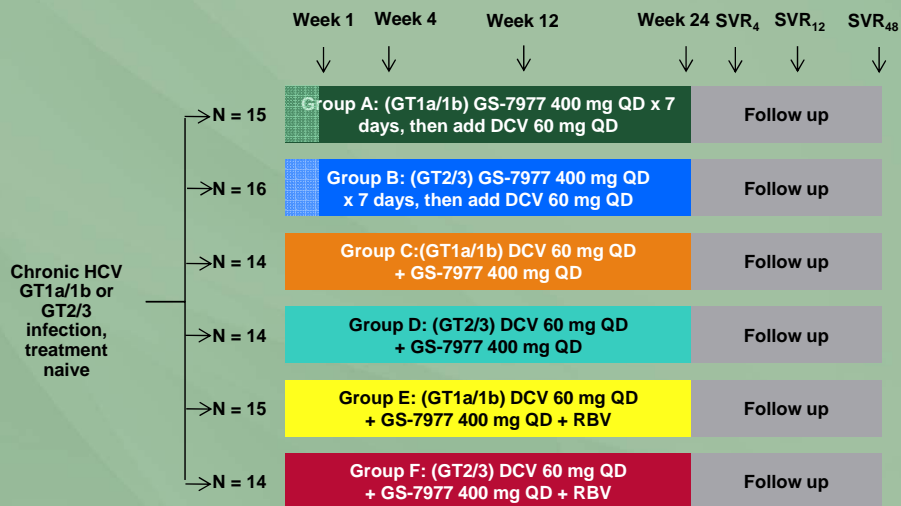 Week 1 Week 4 Week 12 Week 24 SVR4 SVR12 SVR48
Chronic HCV
GT1a/1b or
GT2/3
infection,
treatment
naive
N = 15
Group A: (GT1a/1b) GS-7977 400 mg QD x 7
days, then add DCV 60 mg QD
Follow up
N = 16
Group B: (GT2/3) GS-7977 400 mg QD
x 7 days, then add DCV 60 mg QD
Follow up
N = 14
Group C:(GT1a/1b) DCV 60 mg QD
+ GS-7977 400 mg QD
Follow up
N = 14
Group D: (GT2/3) DCV 60 mg QD
+ GS-7977 400 mg QD
Follow up
N = 15
Group E: (GT1a/1b) DCV 60 mg QD
+ GS-7977 400 mg QD + RBV
Follow up
N = 14
Group F: (GT2/3) DCV 60 mg QD
+ GS-7977 400 mg QD + RBV
Follow up